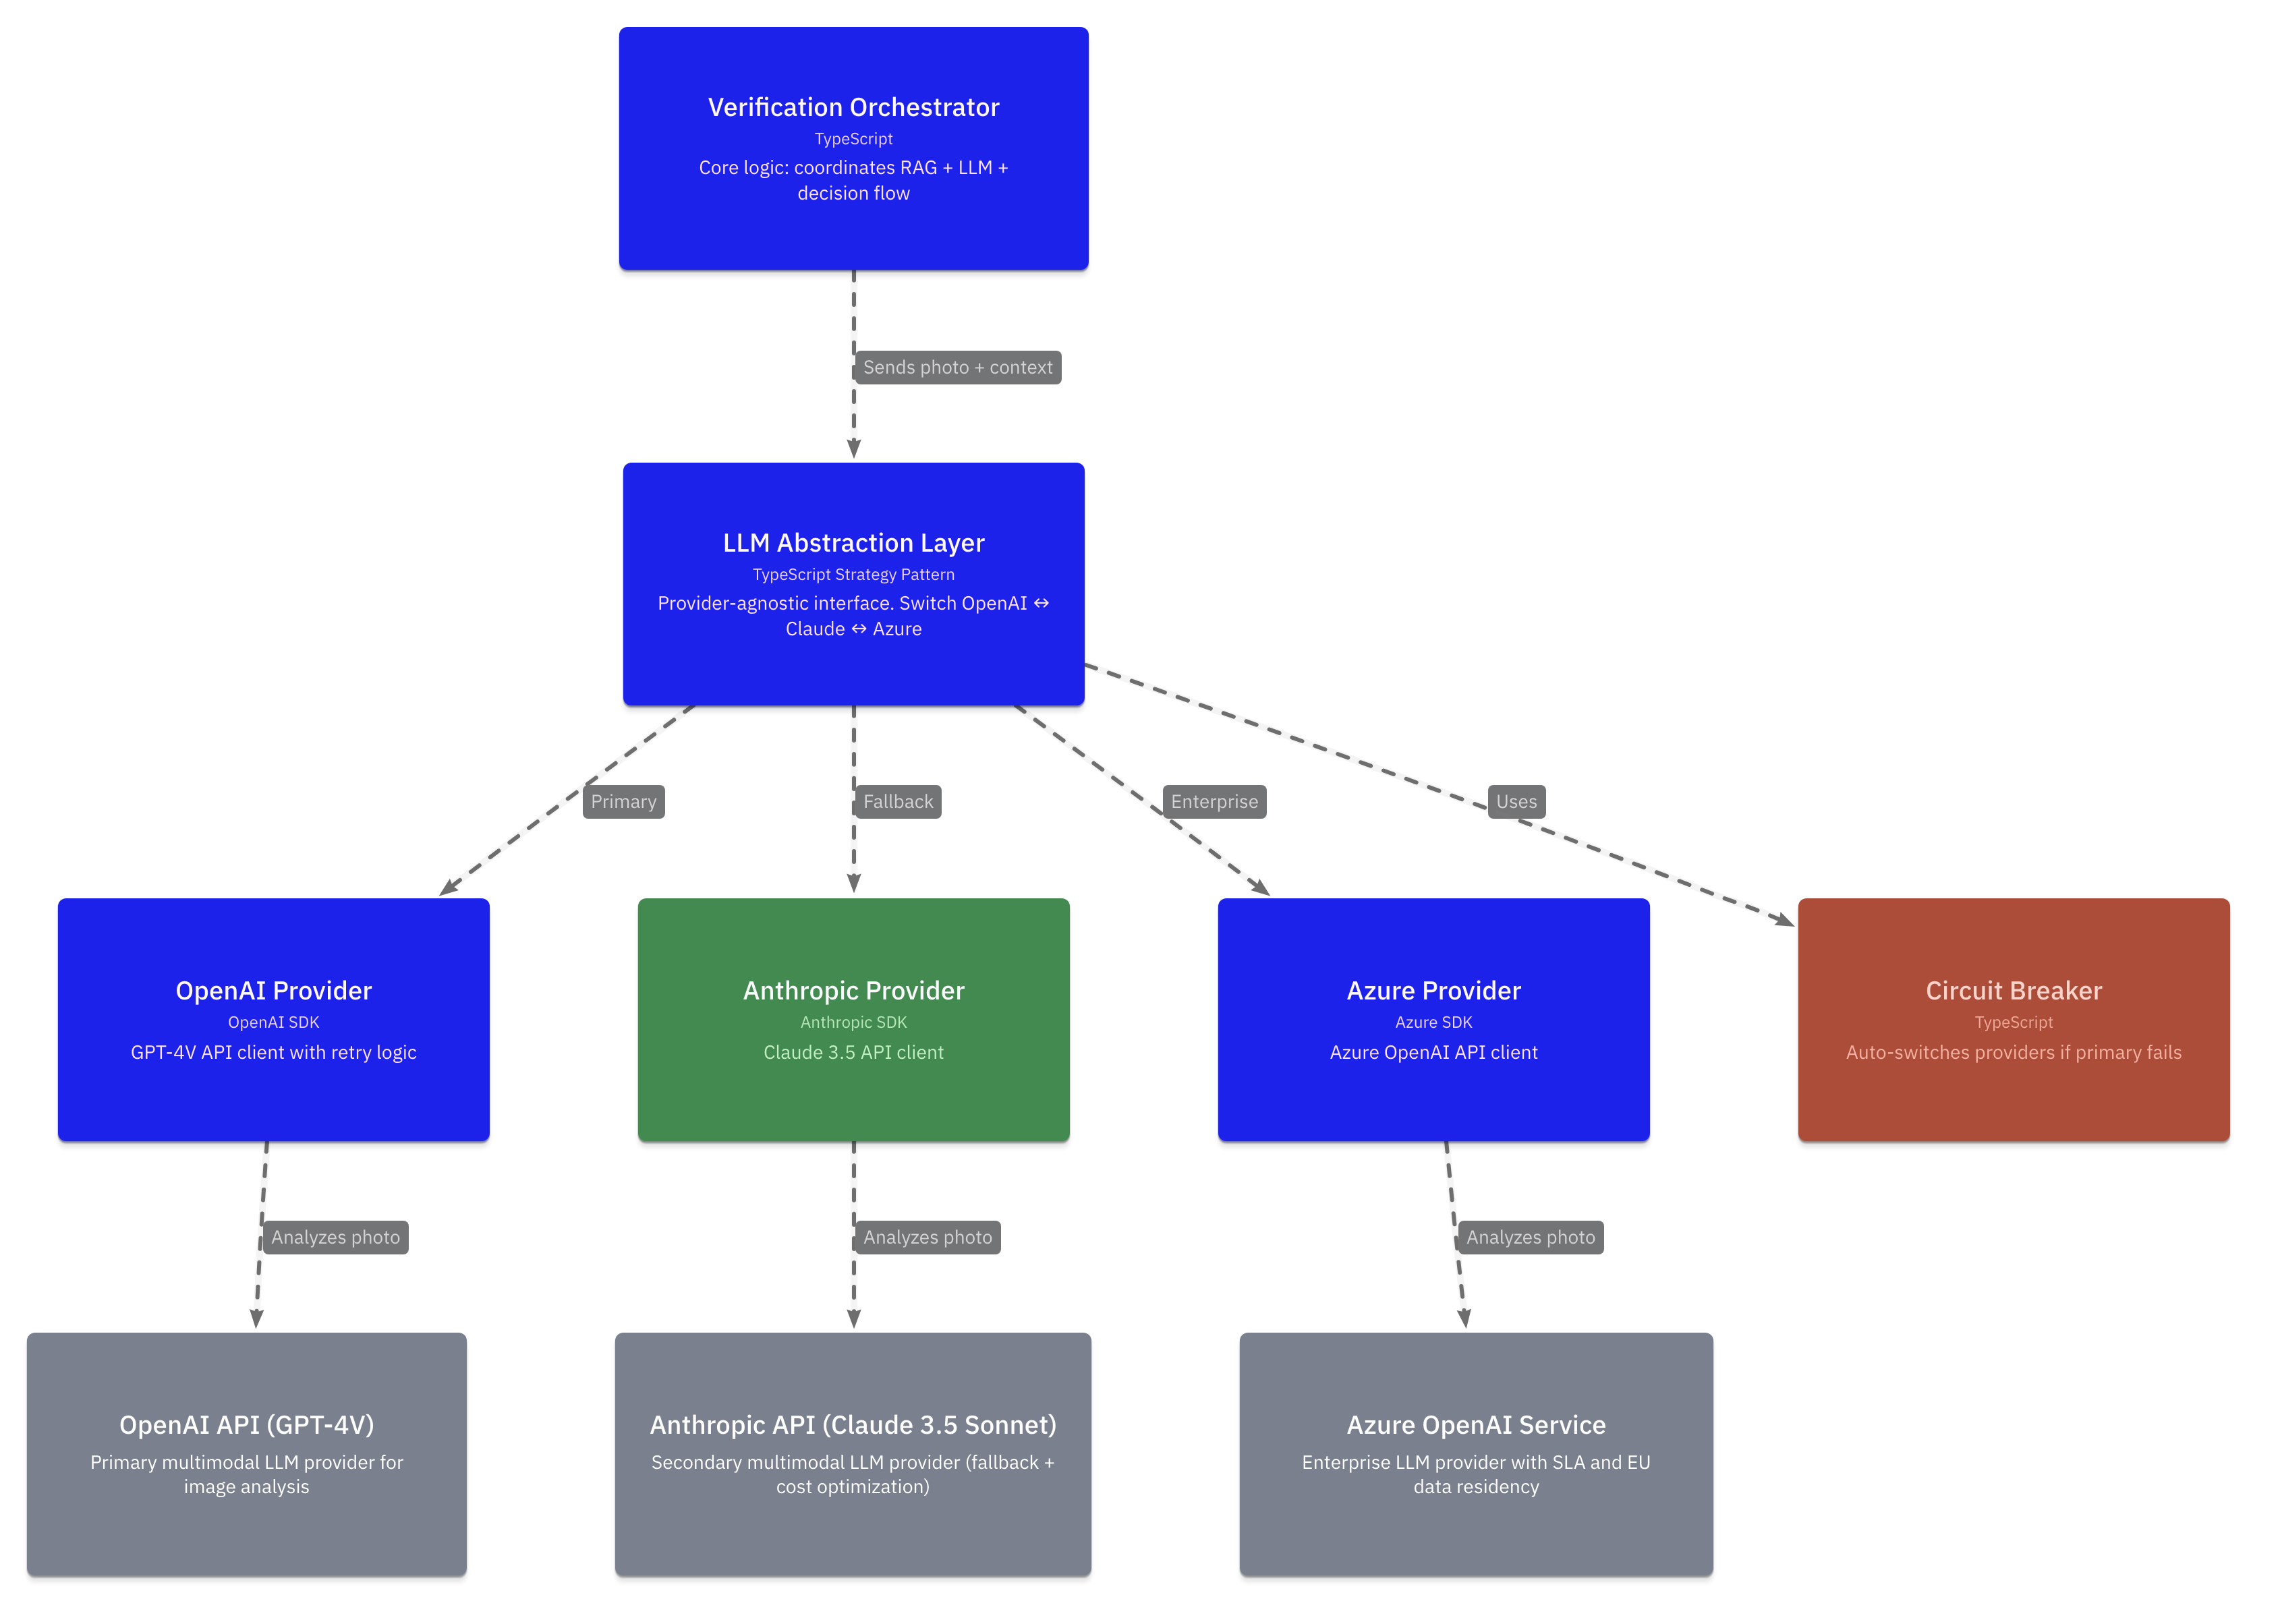 Verification Orchestrator
TypeScript
Core logic: coordinates RAG + LLM +
decision flow
Sends photo + context
LLM Abstraction Layer
TypeScript Strategy Pattern
Provider-agnostic interface. Switch OpenAI ↔
Claude ↔ Azure
Primary
Fallback
Enterprise
Uses
OpenAI Provider
OpenAI SDK
GPT-4V API client with retry logic
Anthropic Provider
Anthropic SDK
Claude 3.5 API client
Azure Provider
Azure SDK
Azure OpenAI API client
Circuit Breaker
TypeScript
Auto-switches providers if primary fails
Analyzes photo
Analyzes photo
Analyzes photo
OpenAI API (GPT-4V)
Primary multimodal LLM provider for
image analysis
Anthropic API (Claude 3.5 Sonnet)
Secondary multimodal LLM provider (fallback +
cost optimization)
Azure OpenAI Service
Enterprise LLM provider with SLA and EU
data residency